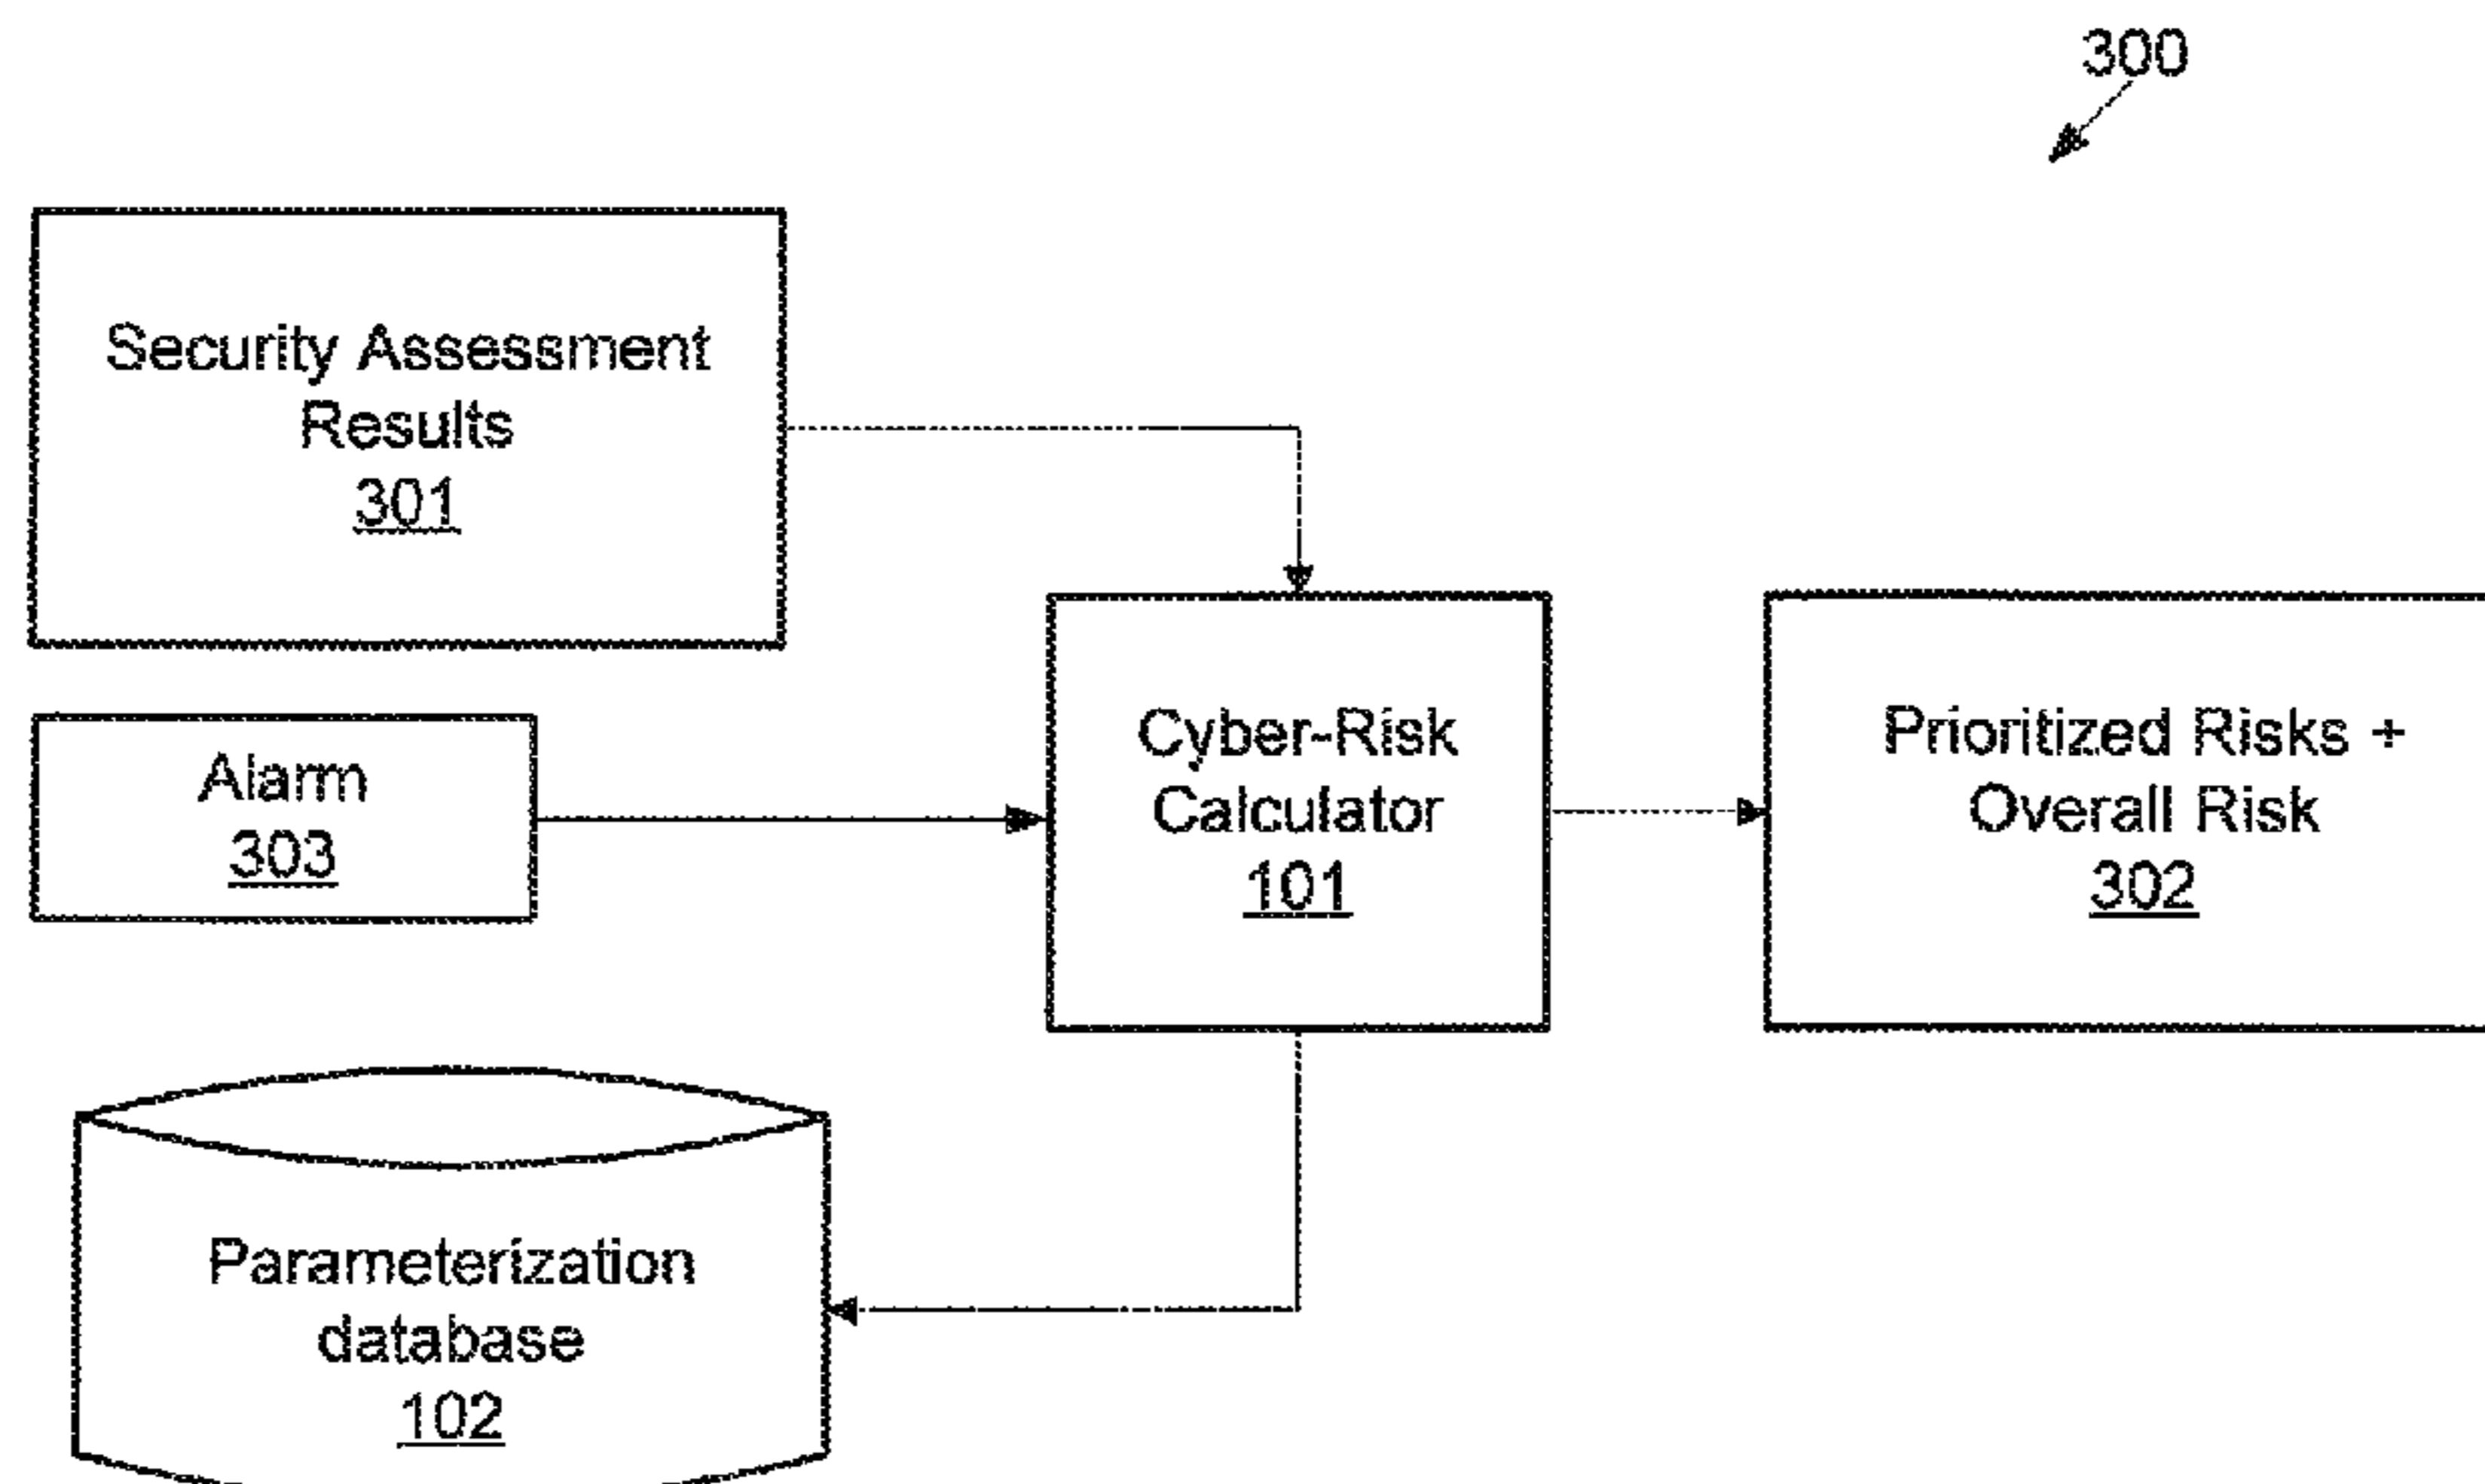 300
Security Assessment
Results
301
Alarm
303
Cyber-Risk
Calculator
101
Prioritized Risks +
Overall Risk
302
Parameterization
database
102